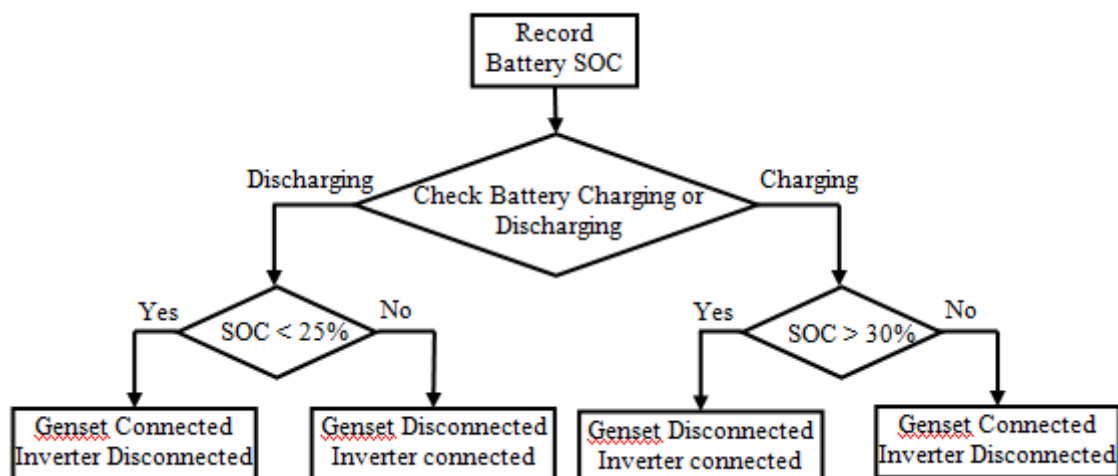 Record
Battery SOC
Discharging
Charging
Check Battery Charging or
Discharging
Yes
SOC < 25%
No
Yes
SOC > 30%
No
Genset Connected
Inverter Disconnected
Genset Disconnected
Inverter connected
Genset Disconnected
Inverter connected
Genset Connected
Inverter Disconnected